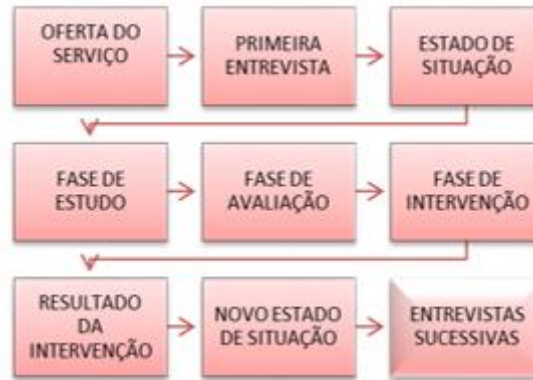 OFERTA DO
SERVIÇO
PRIMEIRA
ENTREVISTA
ESTADO DE
SITUAÇÃO
FASE DE
ESTUDO
FASE DE
AVALIAÇÃO
FASE DE
INTERVENÇÃO
RESULTADO
DA
INTERVENÇÃO
NOVO ESTADO
DE SITUAÇÃO
ENTREVISTAS
SUCESSIVAS